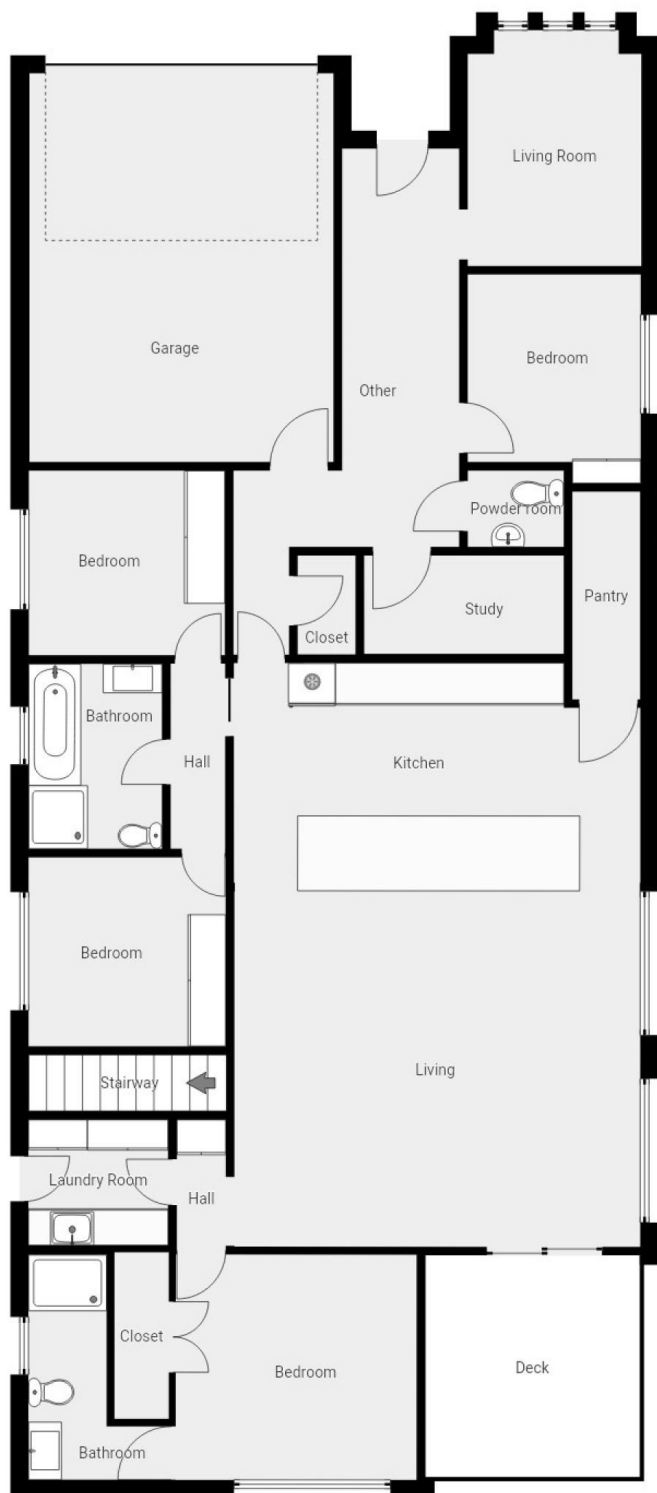 Living Room
Garage
Bedroom
Other
Powder room
Bedroom
Pantry
Study
Closet
Bathroom
Hall
Kitchen
Bedroom
Living
Stairway
Laundry Room
Hall
Closet
Bedroom
Deck
Bathroom